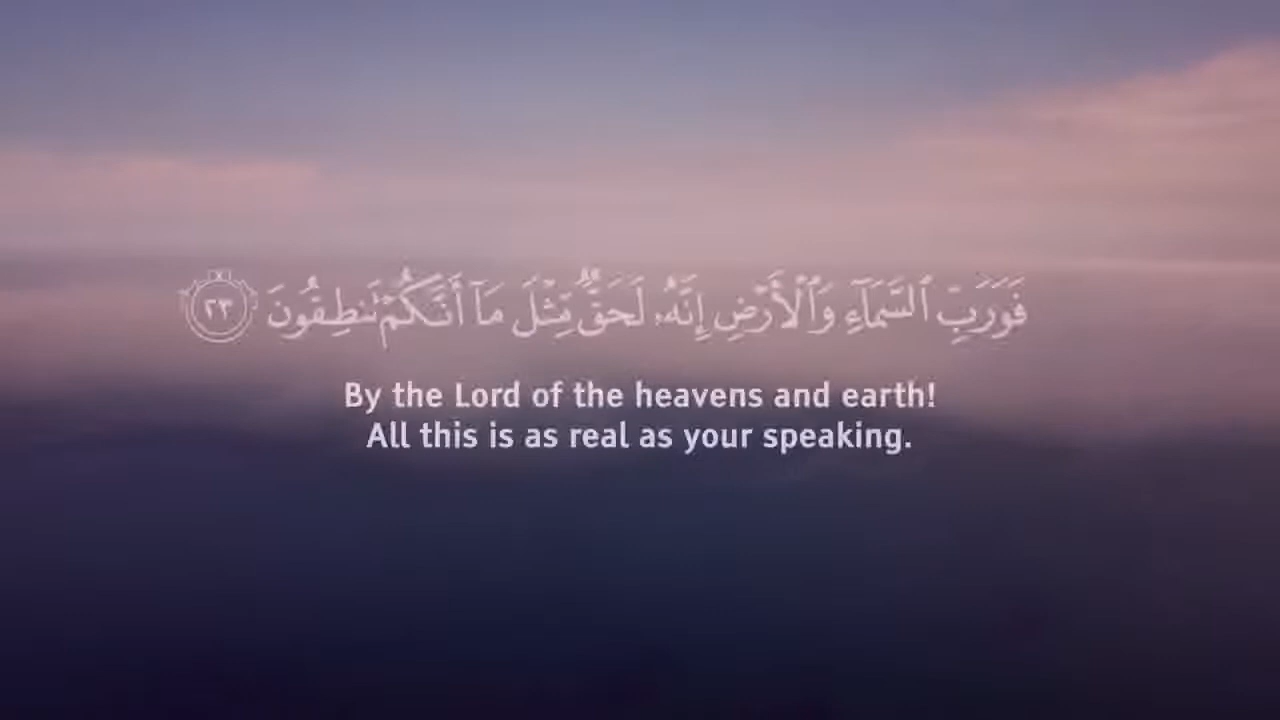 فَوَرَبِّ ٱلسَّمَآءِ وَٱلْأَرْضِ إِنَّهُۥ لَحَقٌّ مِّثْلَ مَآ أَنَّكُمْ تَنطِقُونَ ٢٣
By the Lord of the heavens and earth!
All this is as real as your speaking.